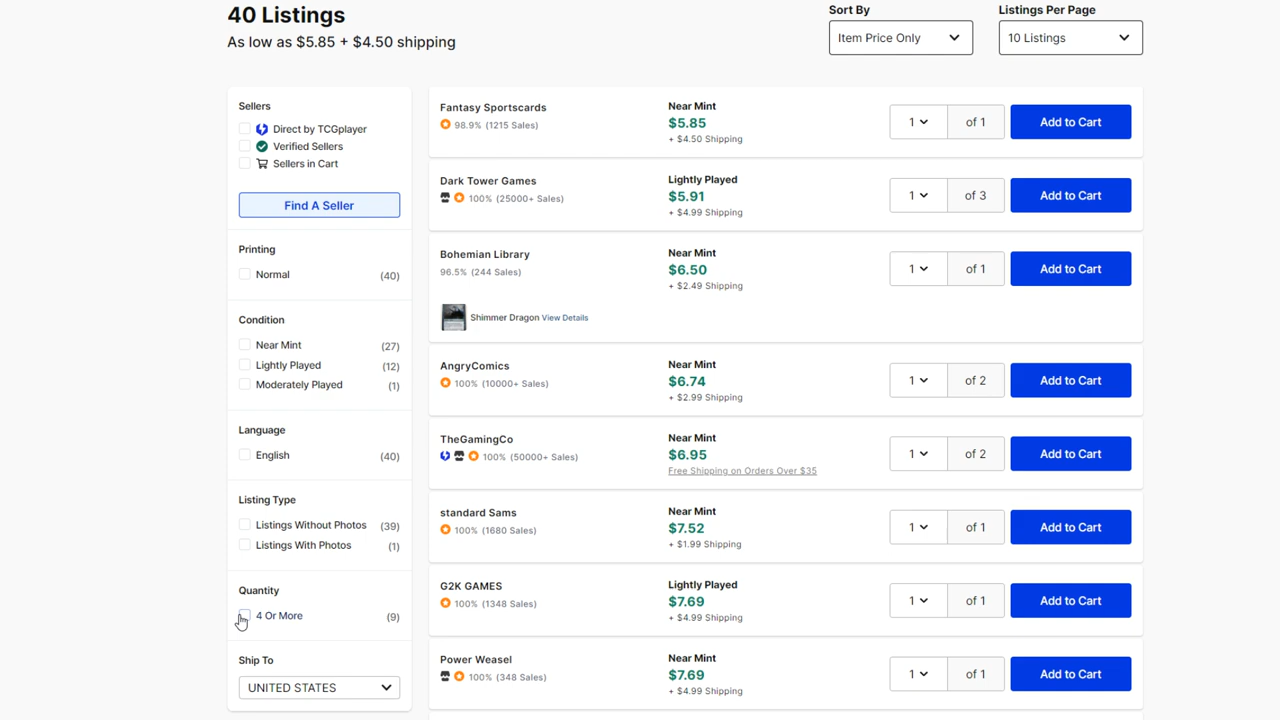 40 Listings
As low as $5.85 + $4.50 shipping
Sort By
Item Price Only
Listings Per Page
10 Listings
Sellers
Direct by TCGplayer
Verified Sellers
Sellers in Cart
Find A Seller
Printing
Normal (40)
Condition
Near Mint (27)
Lightly Played (12)
Moderately Played (1)
Language
English (40)
Listing Type
Listings Without Photos (39)
Listings With Photos (1)
Quantity
4 Or More (9)
Ship To
UNITED STATES
Fantasy Sportscards
98.9% (1215 Sales)
Near Mint
$5.85
+ $4.50 Shipping
1 of 1 Add to Cart
Dark Tower Games
100% (25000+ Sales)
Lightly Played
$5.91
+ $4.99 Shipping
1 of 3 Add to Cart
Bohemian Library
96.5% (244 Sales)
Near Mint
$6.50
+ $2.49 Shipping
1 of 1 Add to Cart
Shimmer Dragon View Details
AngryComics
100% (10000+ Sales)
Near Mint
$6.74
+ $2.99 Shipping
1 of 2 Add to Cart
TheGamingCo
100% (50000+ Sales)
Near Mint
$6.95
Free Shipping on Orders Over $35
1 of 2 Add to Cart
standard Sams
100% (1680 Sales)
Near Mint
$7.52
+ $1.99 Shipping
1 of 1 Add to Cart
G2K GAMES
100% (1348 Sales)
Lightly Played
$7.69
+ $4.99 Shipping
1 of 1 Add to Cart
Power Weasel
100% (348 Sales)
Near Mint
$7.69
+ $4.99 Shipping
1 of 1 Add to Cart